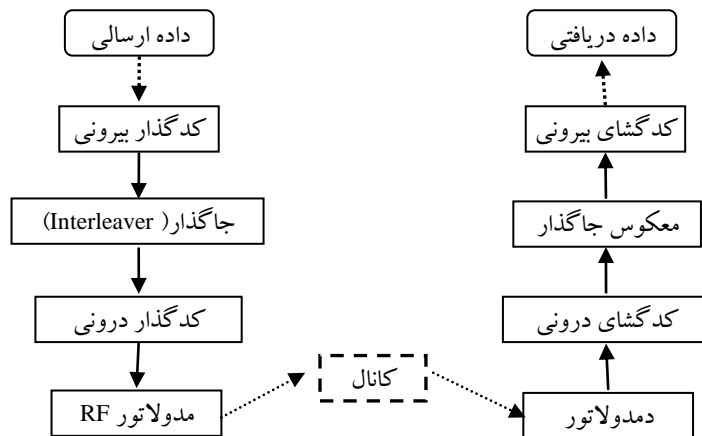 داده ارسالی
کدگذار بیرونی
جاگذار( Interleaver)
کدگذار درونی
مدولاتور RF
کانال
دمدولاتور
کدگشای درونی
معکوس جاگذار
کدگشای بیرونی
داده دریافتی